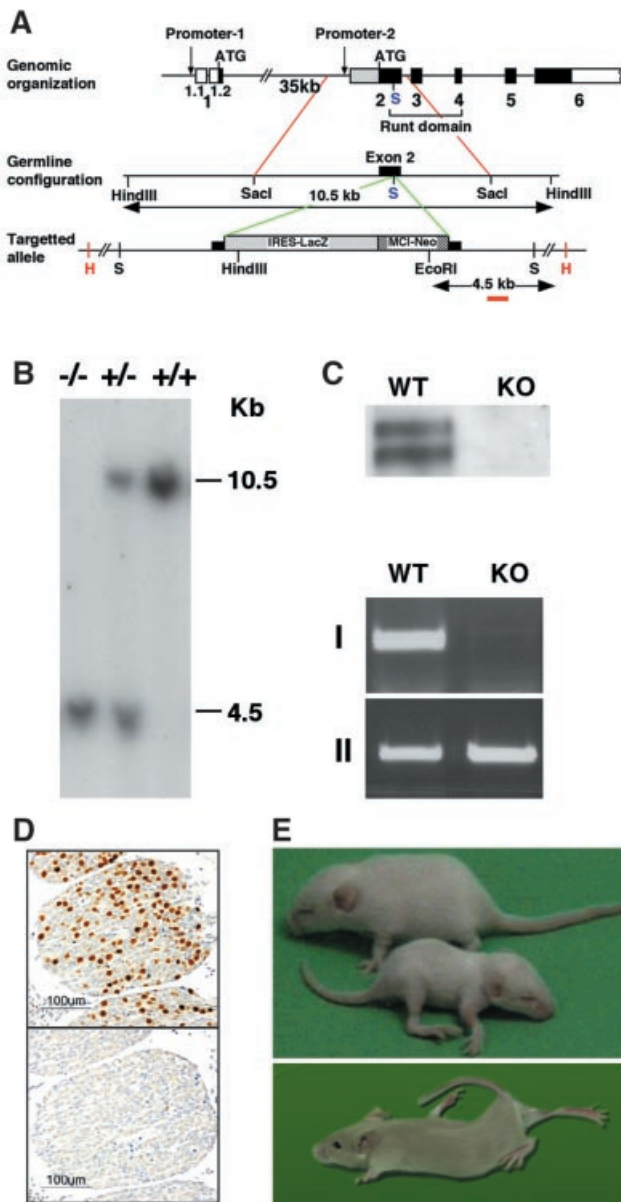 A
Promoter-1
Promoter-2
ATG
ATG
Genomic
organization
1.1
1.2
1
35kb
2
S
3
4
5
6
Runt domain
Germline
configuration
Exon 2
HindIII
SacI
10.5 kb
S
SacI
HindIII
Targetted
allele
IRES-LacZ
MCI-Neo
H
S
HindIII
EcoRI
S
H
4.5 kb
B
-/- +/- +/+
Kb
10.5
4.5
C
WT KO
WT KO
I
II
D
100µm
100µm
E